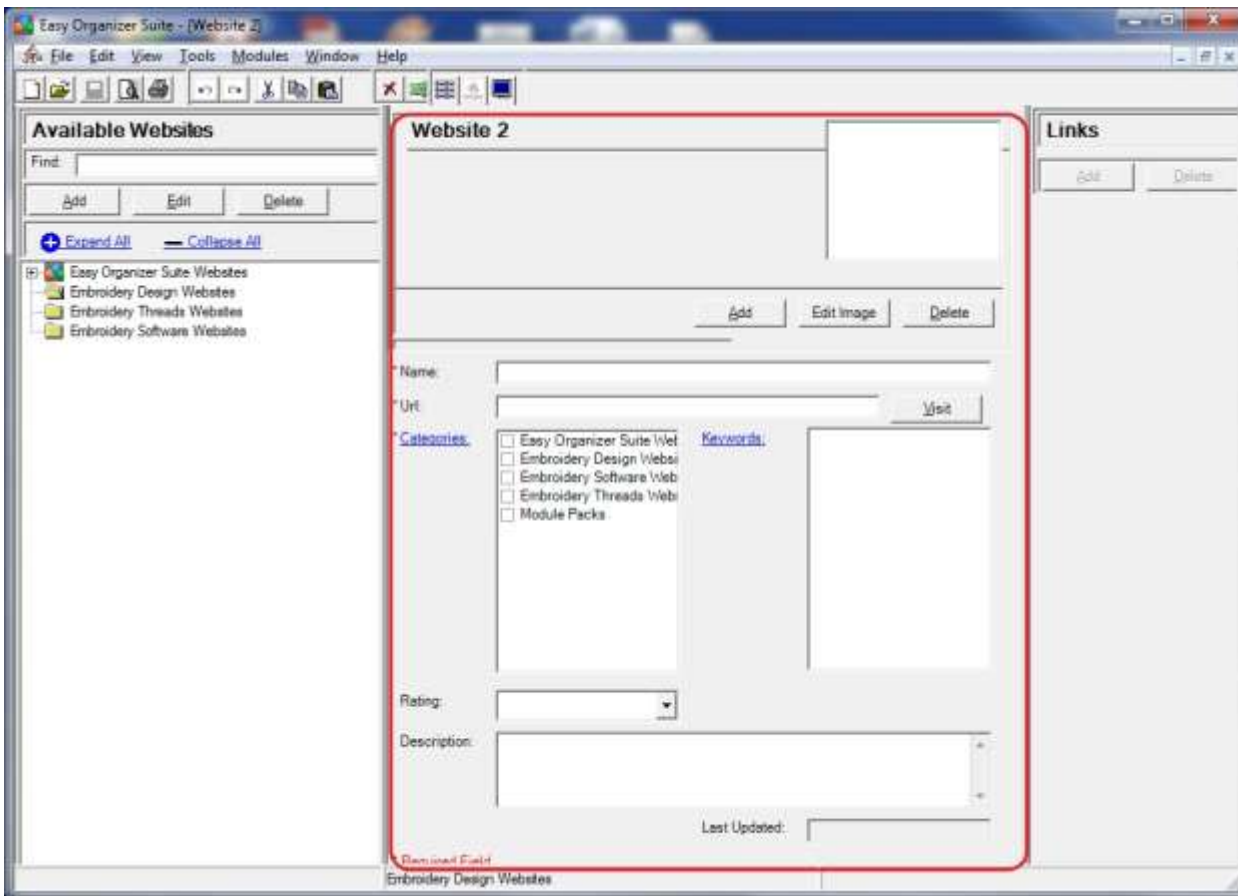 Easy Organizer Suite - [Website 2]
File Edit View Tools Modules Window Help
Available Websites
Find:
Add Edit Delete
Expand All Collapse All
Easy Organizer Suite Websites
Embroidery Design Websites
Embroidery Threads Websites
Embroidery Software Websites
Website 2
Add Edit Image Delete
* Name:
* Url: Visit
* Categories:
Easy Organizer Suite Wel
Embroidery Design Websi
Embroidery Software Web
Embroidery Threads Webs
Module Packs
Keywords:
Rating:
Description:
Last Updated:
* Required Field
Links
Add Delete
Embroidery Design Websites